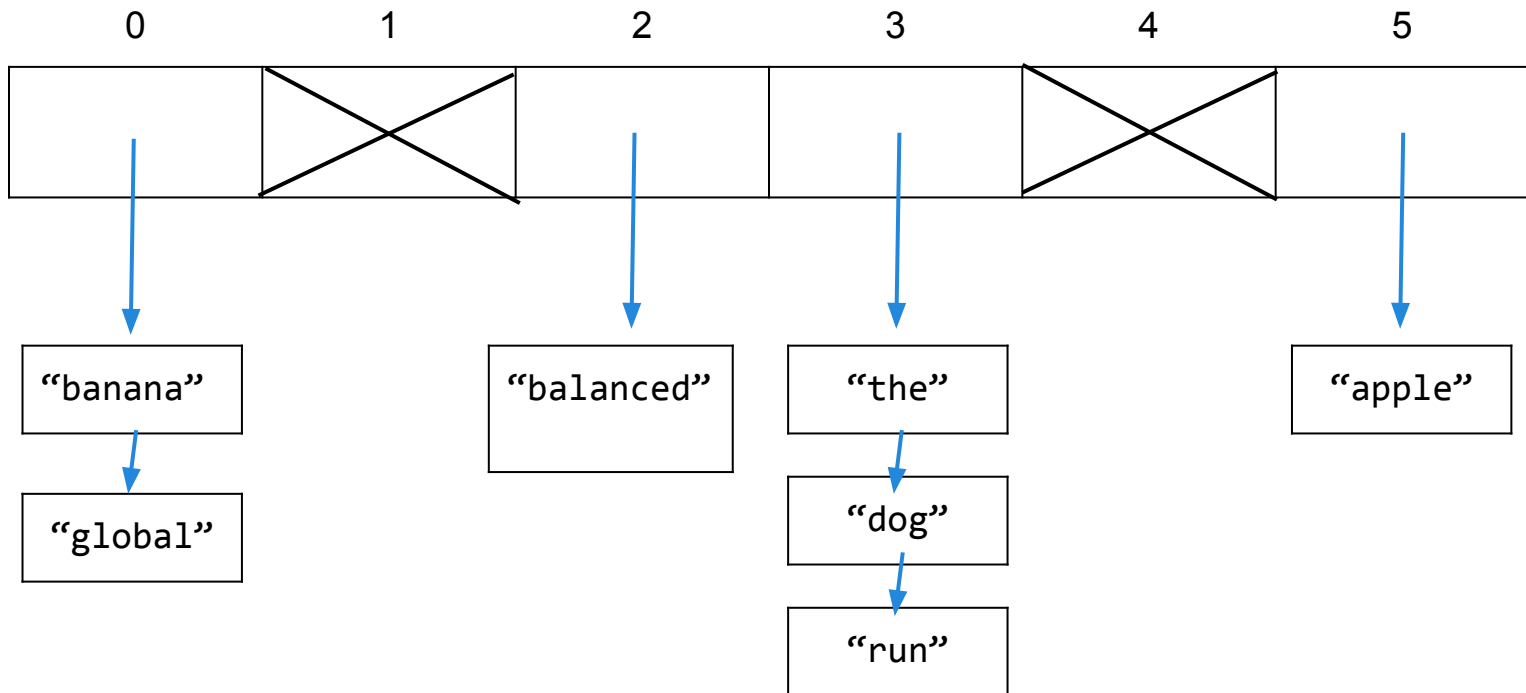 0 1 2 3 4 5
“banana” “balanced” “the” “apple”
“global” “dog”
“run”